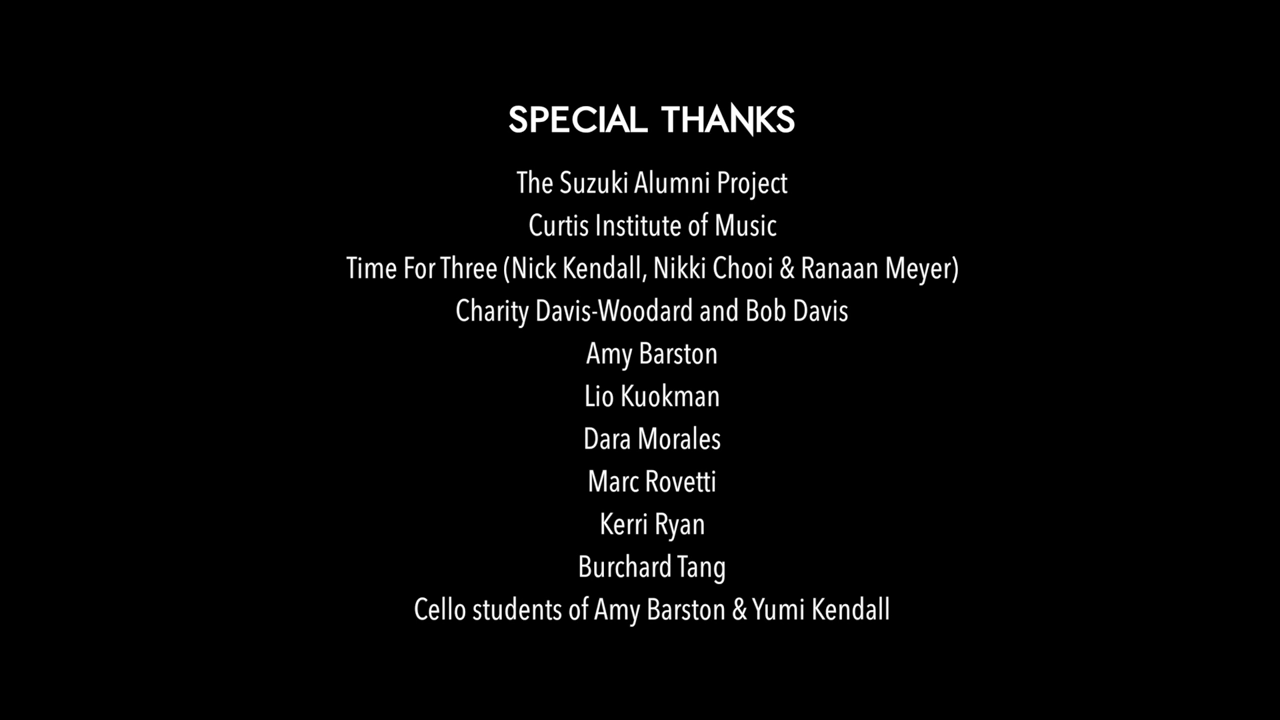 SPECIAL THANKS
The Suzuki Alumni Project
Curtis Institute of Music
Time For Three (Nick Kendall, Nikki Chooi & Ranaan Meyer)
Charity Davis-Woodard and Bob Davis
Amy Barston
Lio Kuokman
Dara Morales
Marc Rovetti
Kerri Ryan
Burchard Tang
Cello students of Amy Barston & Yumi Kendall